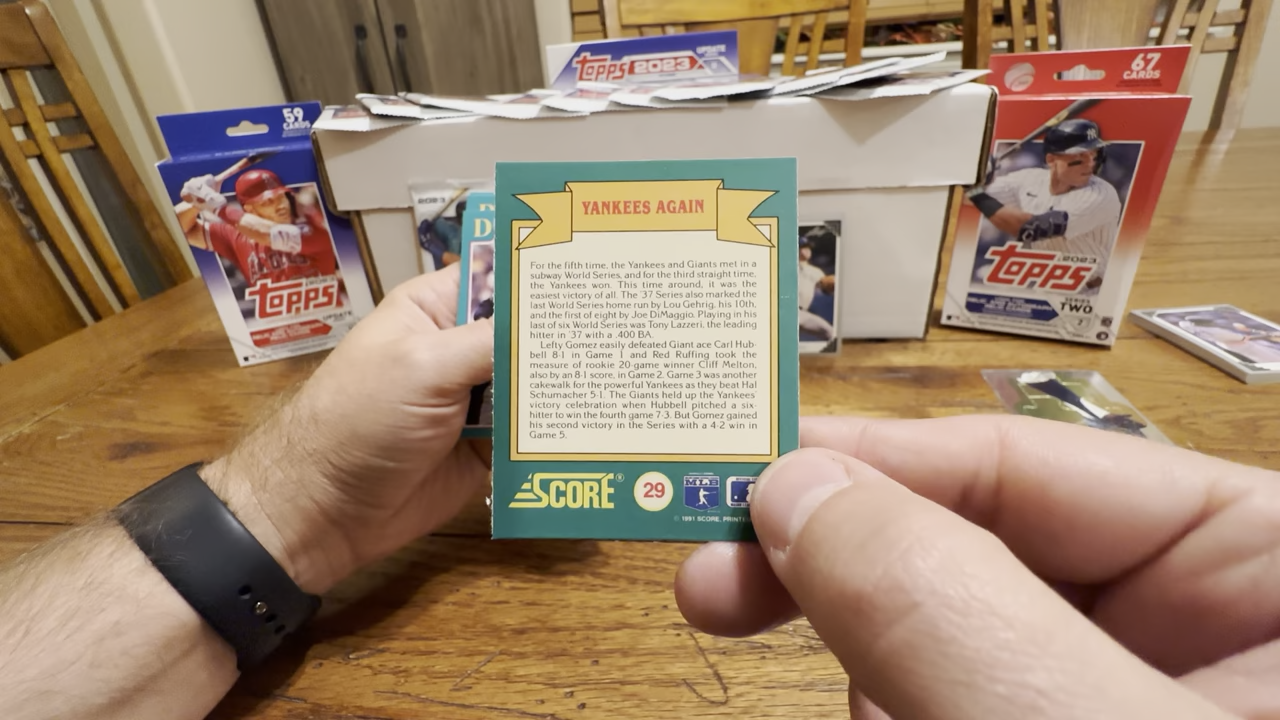 UPDATE
Topps 2023
59
CARDS
67
CARDS
2023
D
YANKEES AGAIN
For the fifth time, the Yankees and Giants met in a
subway World Series, and for the third straight time,
the Yankees won. This time around, it was the
easiest victory of all. The '37 Series also marked the
last World Series home run by Lou Gehrig, his 10th,
and the first of eight by Joe DiMaggio. Playing in his
last of six World Series was Tony Lazzeri, the leading
hitter in '37 with a .400 BA.
Lefty Gomez easily defeated Giant ace Carl Hub-
bell 8-1 in Game 1 and Red Ruffing took the
measure of rookie 20-game winner Cliff Melton,
also by an 8-1 score, in Game 2. Game 3 was another
cakewalk for the powerful Yankees as they beat Hal
Schumacher 5-1. The Giants held up the Yankees'
victory celebration when Hubbell pitched a six-
hitter to win the fourth game 7-3. But Gomez gained
his second victory in the Series with a 4-2 win in
Game 5.
SCORE®
29
MLB
© 1991 SCORE, PRINTE
Topps
2023
Topps
SERIES
TWO
2